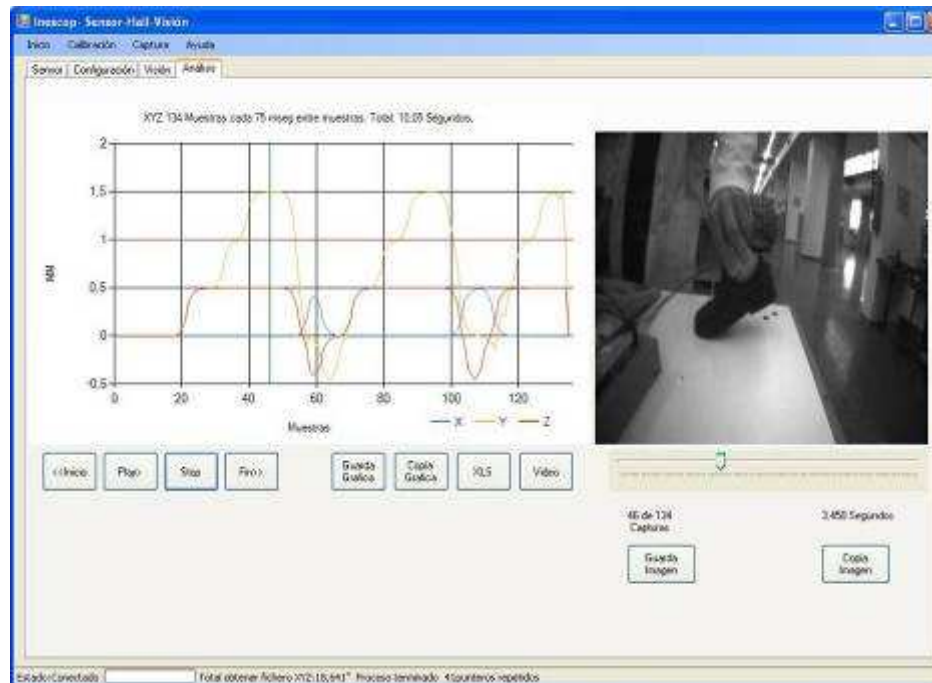 Inescop- Sensor-Hall-Visión
Inicio Calibración Captura Ayuda
Sensor Configuración Visión Análisis
XYZ 134 Muestras cada 75 mseg entre muestras. Total: 10,05 Segundos.
2
1,5
1
0,5
0
-0,5
MM
0 20 40 60 80 100 120
Muestras
X Y Z
<<Inicio Play> Stop Fin>> Guarda Grafica Copia Grafica XLS Video
46 de 134 Capturas
3,450 Segundos
Guarda Imagen
Copia Imagen
Estado:Conectado Total obtener fichero XYZ:18,641" Proceso terminado 41punteros repetidos